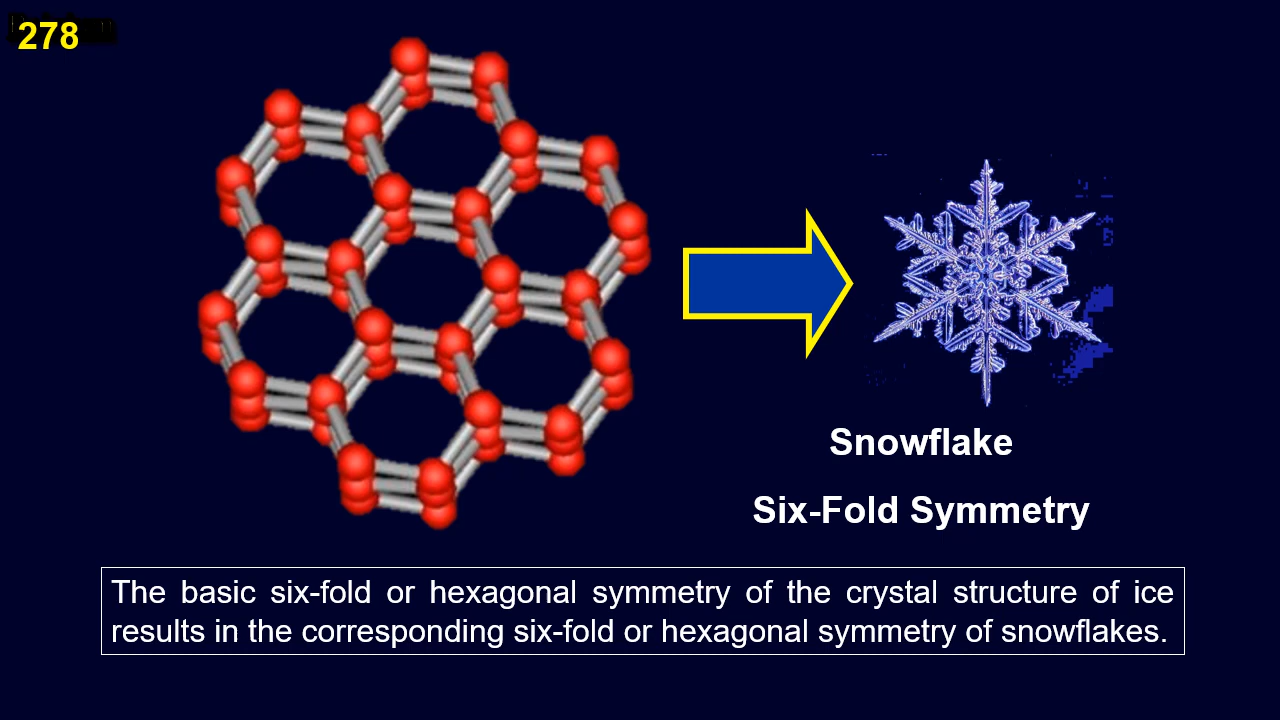 278
Snowflake
Six-Fold Symmetry
The basic six-fold or hexagonal symmetry of the crystal structure of ice
results in the corresponding six-fold or hexagonal symmetry of snowflakes.